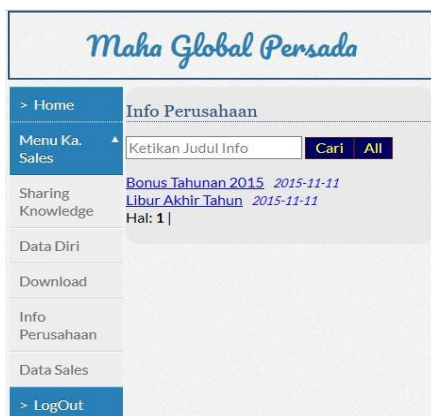 Maha Global Persada
> Home
Menu Ka. ▲
Sales
Sharing
Knowledge
Data Diri
Download
Info
Perusahaan
Data Sales
> LogOut
Info Perusahaan
Ketikan Judul Info Cari All
Bonus Tahunan 2015 2015-11-11
Libur Akhir Tahun 2015-11-11
Hal: 1 |